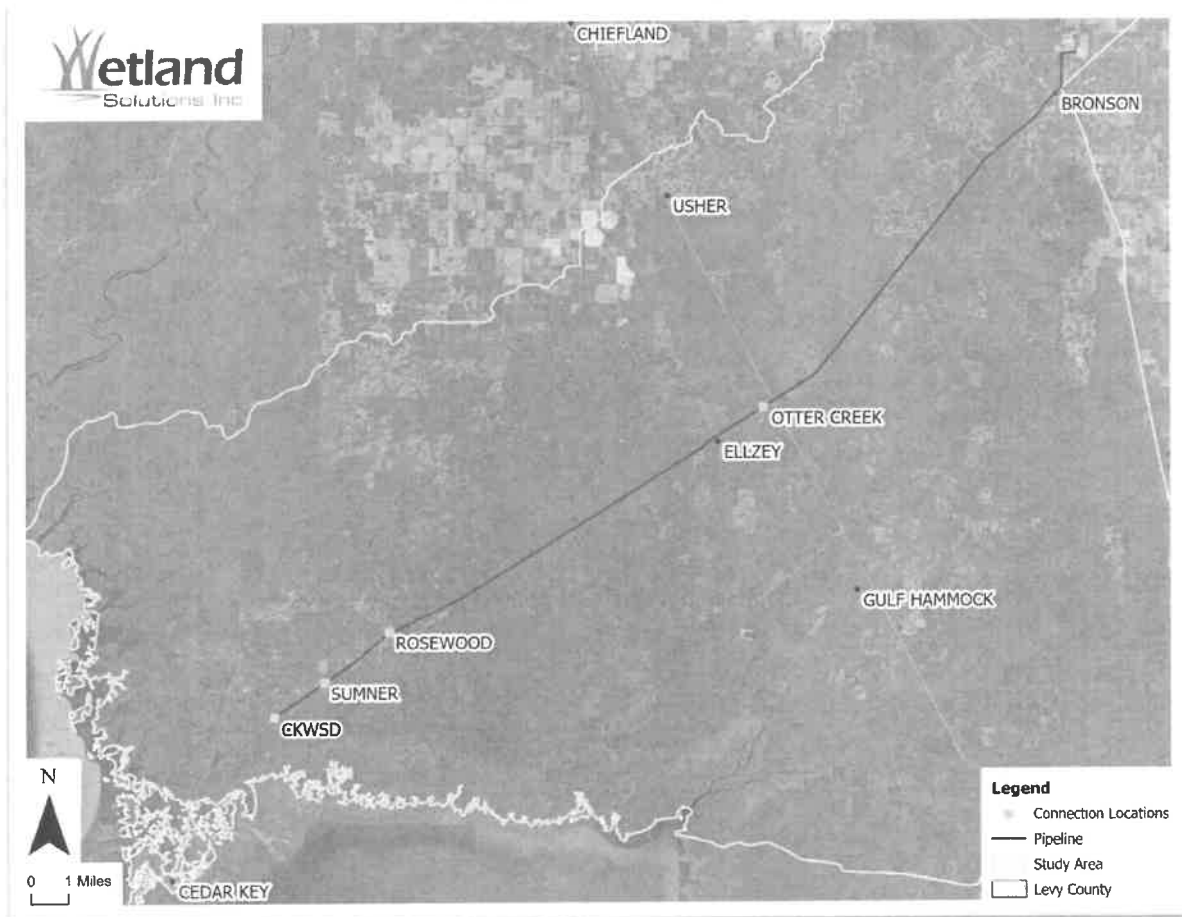 Wetland
Solutions Inc
CHIEFLAND
BRONSON
USHER
OTTER CREEK
ELLZEY
GULF HAMMOCK
ROSEWOOD
SUMNER
CKWSD
CEDAR KEY
N
0 1 Miles
Legend
Connection Locations
Pipeline
Study Area
Levy County